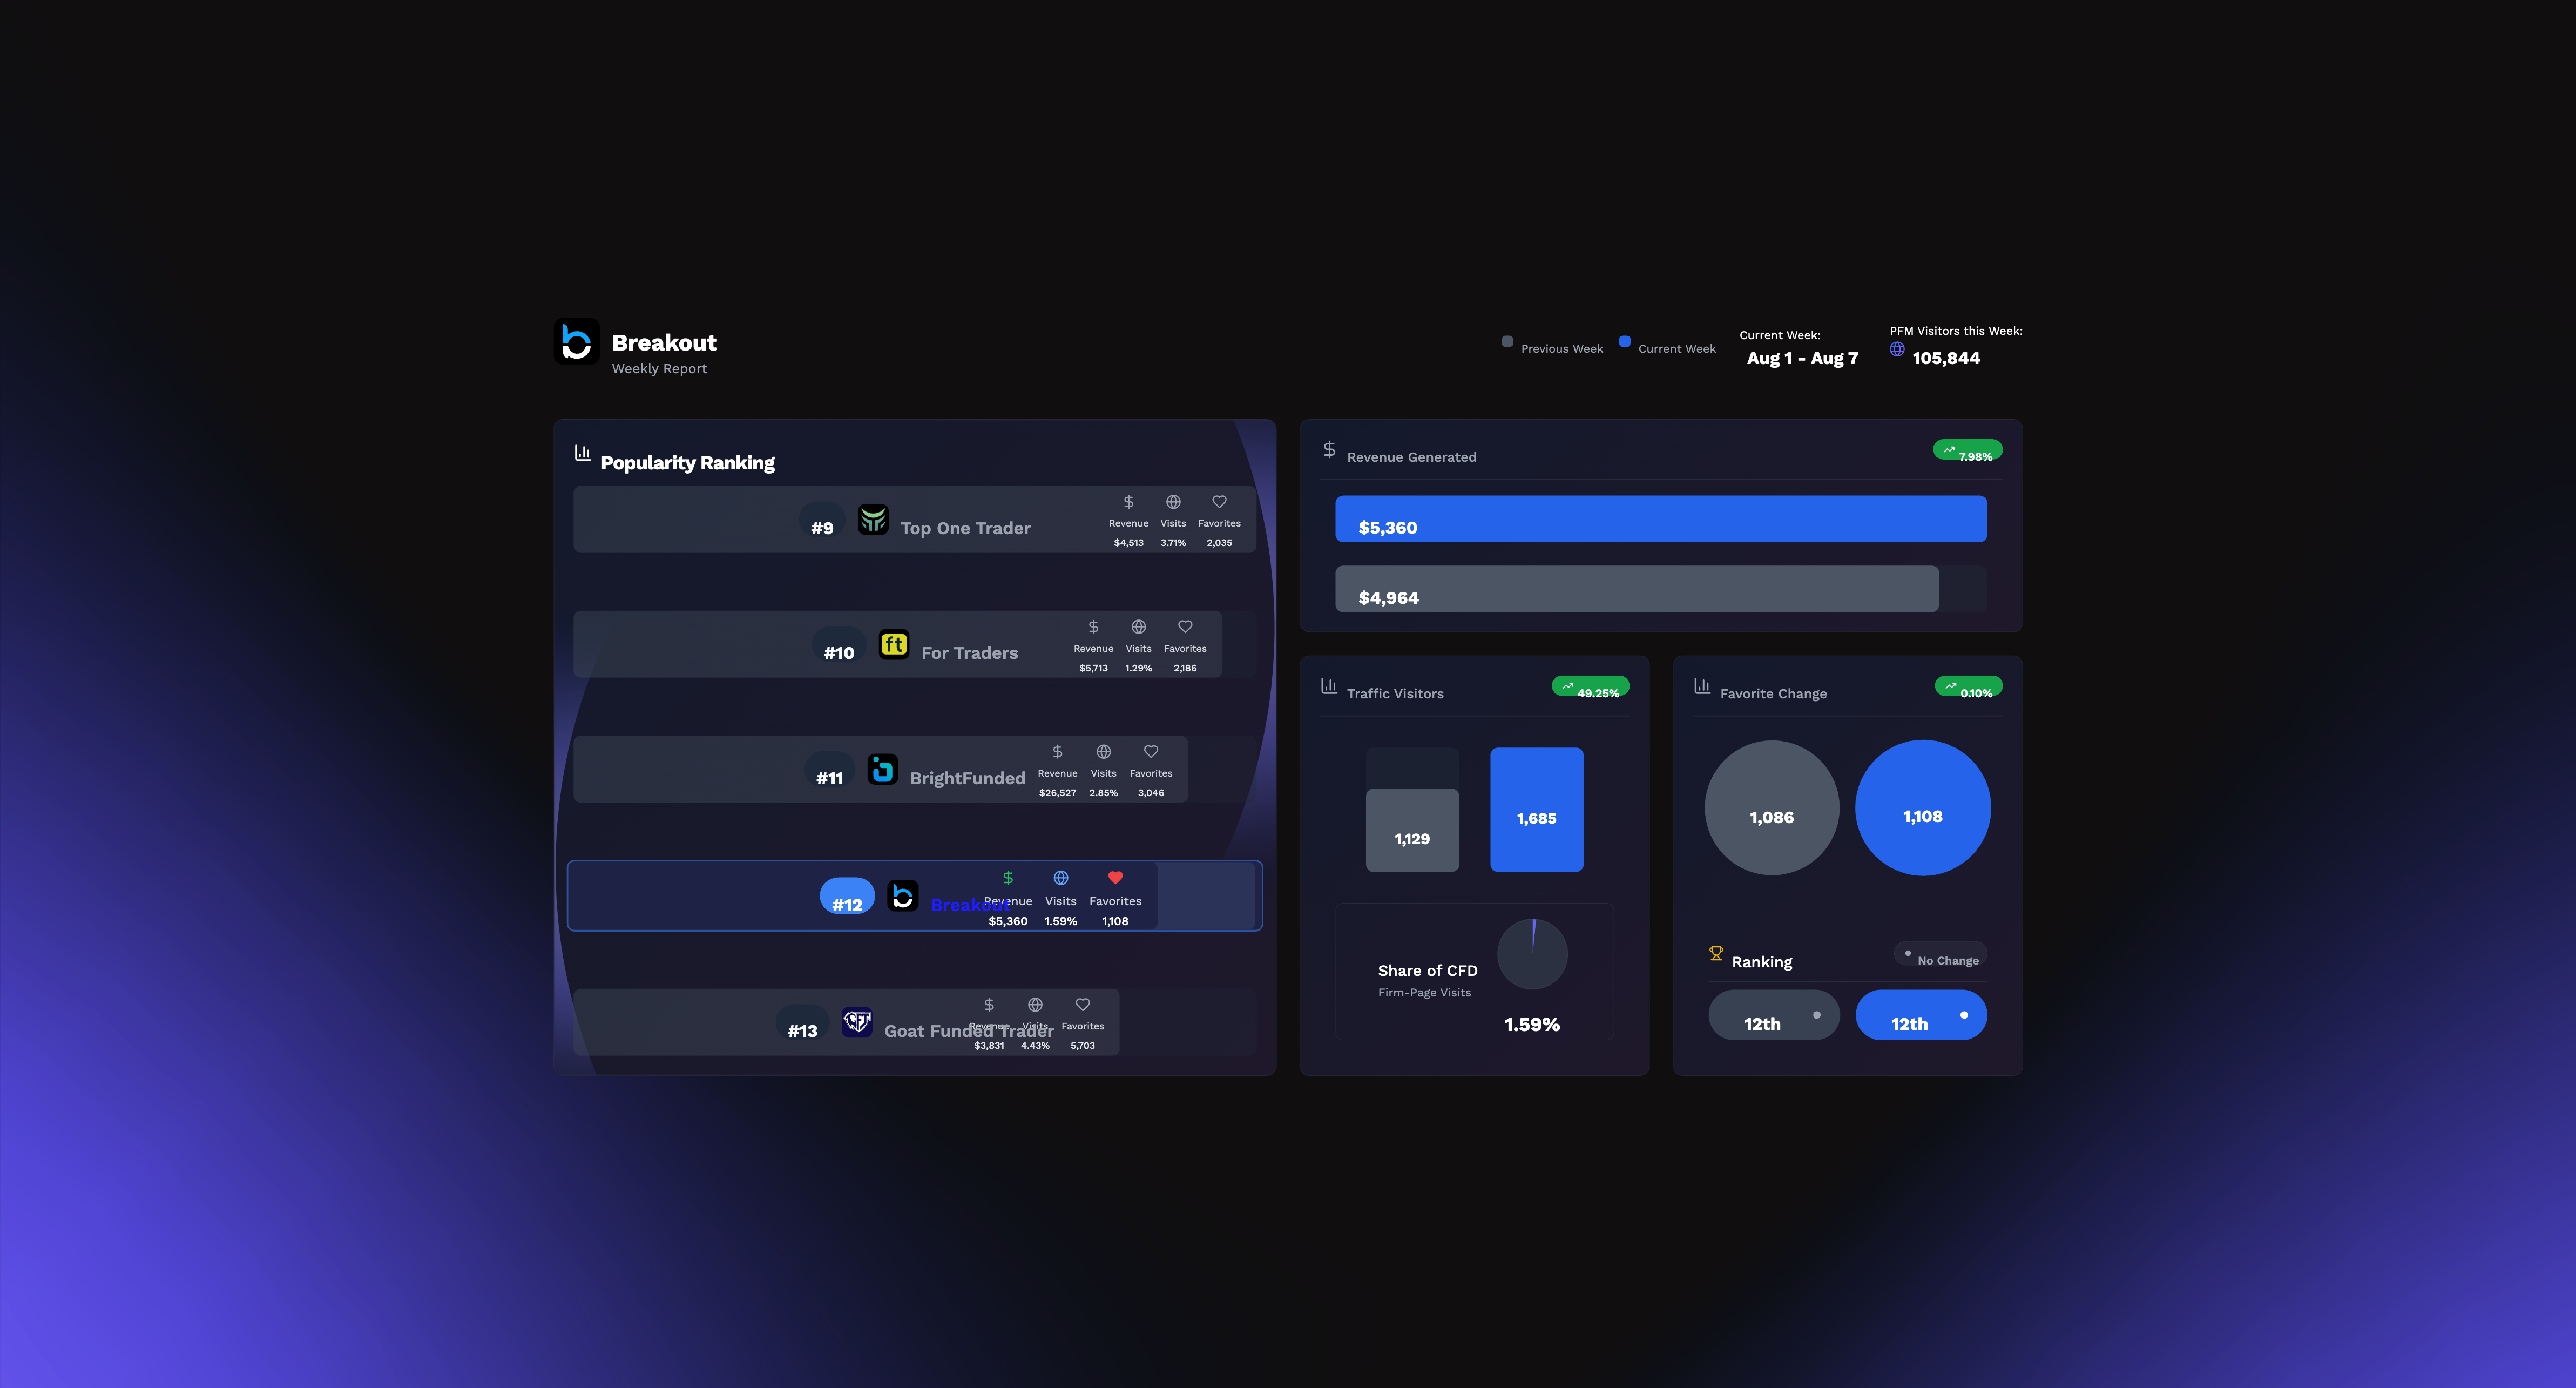 Breakout
Weekly Report
Previous Week
Current Week
Current Week:
Aug 1 - Aug 7
PFM Visitors this Week:
105,844
Popularity Ranking
#9
Top One Trader
Revenue Visits Favorites
$4,513 3.71% 2,035
#10
ft
For Traders
Revenue Visits Favorites
$5,713 1.29% 2,186
#11
BrightFunded
Revenue Visits Favorites
$26,527 2.85% 3,046
#12
Breakout
Revenue Visits Favorites
$5,360 1.59% 1,108
#13
GFT
Goat Funded Trader
Revenue Visits Favorites
$3,831 4.43% 5,703
Revenue Generated
7.98%
$5,360
$4,964
Traffic Visitors
49.25%
1,129
1,685
Share of CFD
Firm-Page Visits
1.59%
Favorite Change
0.10%
1,086
1,108
Ranking
No Change
12th
12th